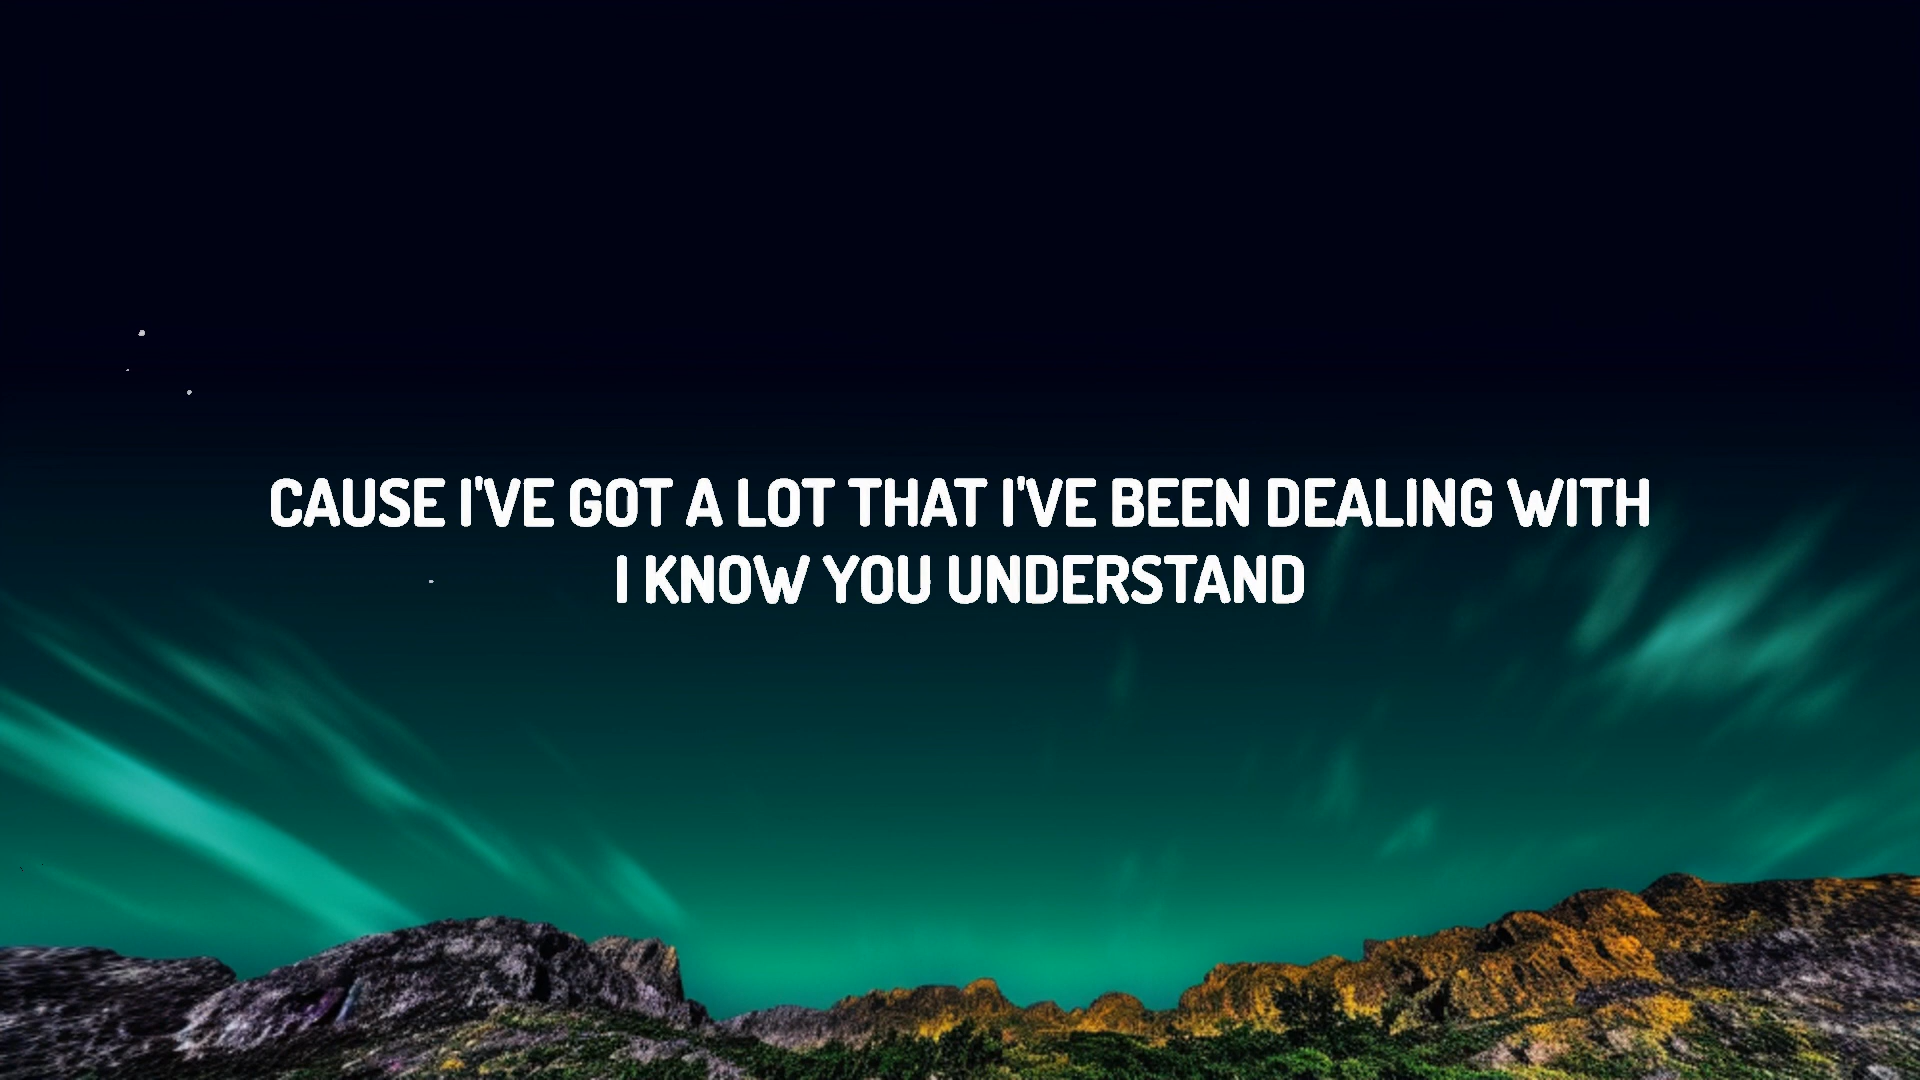 CAUSE I'VE GOT A LOT THAT I'VE BEEN DEALING WITH
I KNOW YOU UNDERSTAND